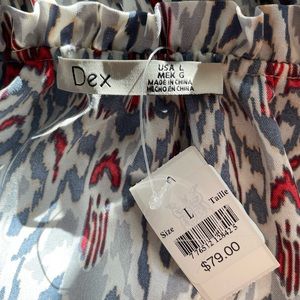 Dex
USA L
MEX G
MADE IN CHINA
HECHO EN CHINA
Size
L
Taille
$79.00